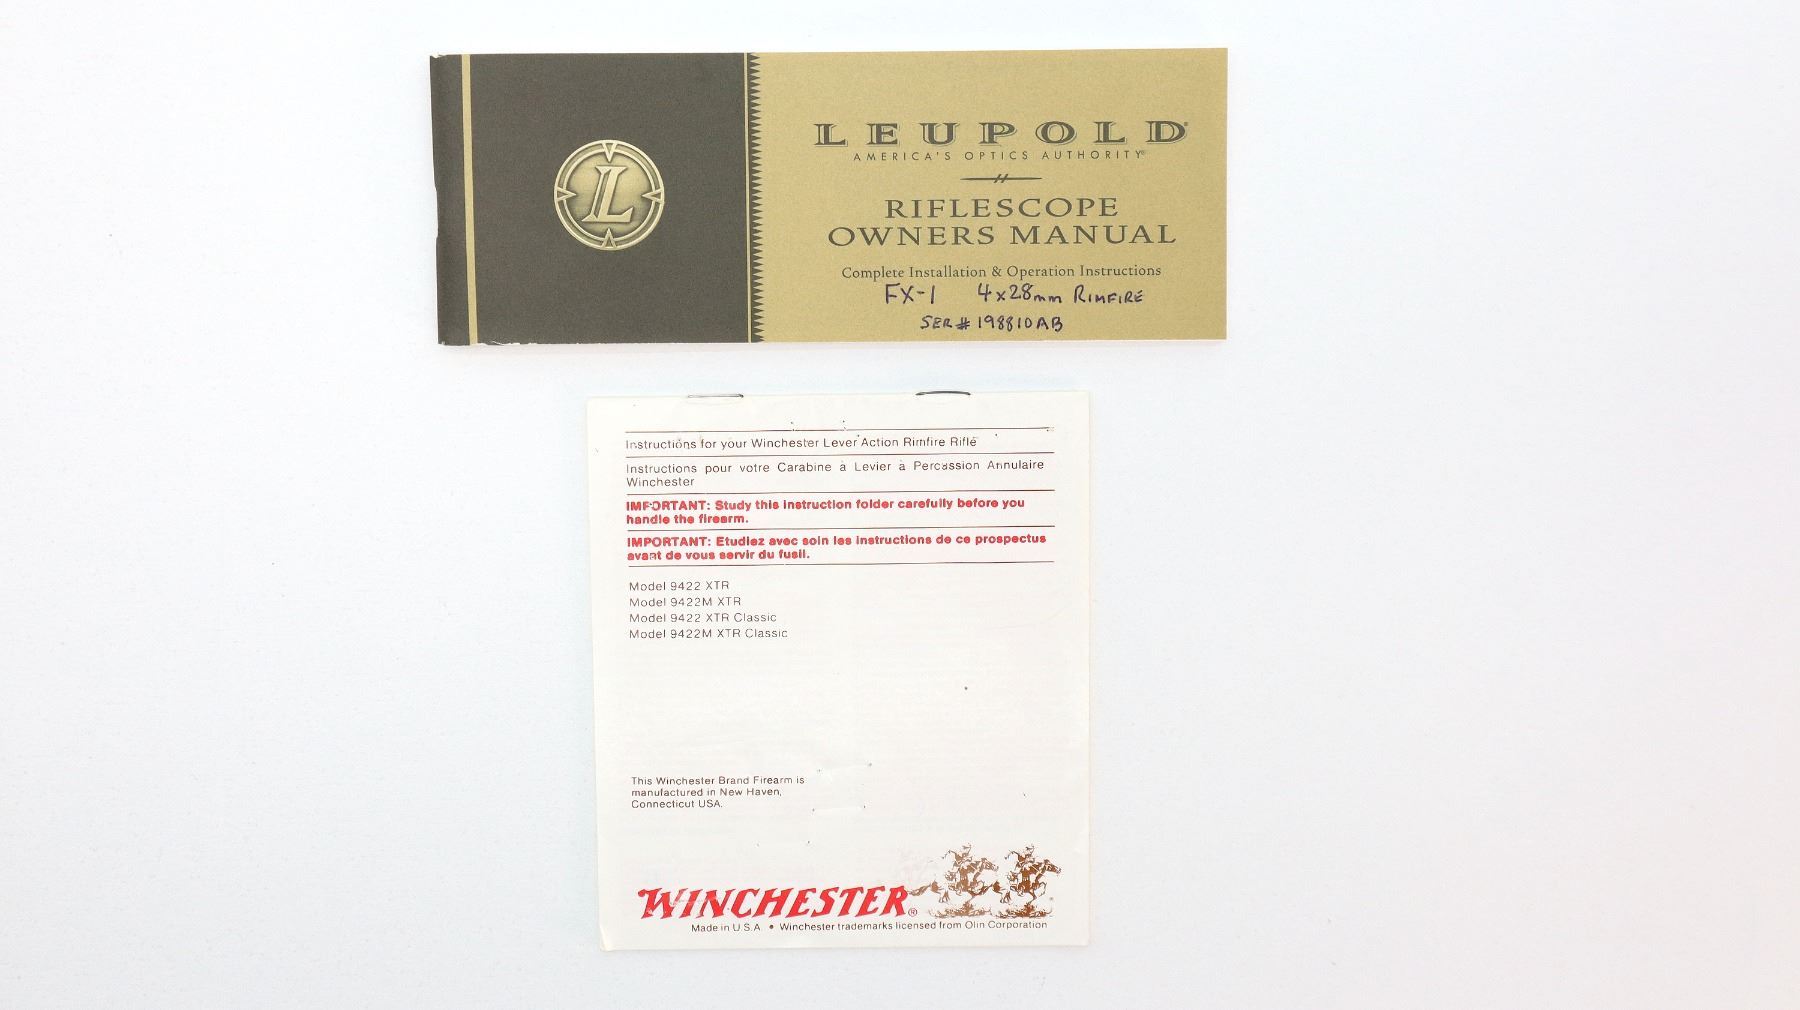 L
LEUPOLD®
AMERICA'S OPTICS AUTHORITY®
RIFLESCOPE
OWNERS MANUAL
Complete Installation & Operation Instructions
FX-1 4x28mm RIMFIRE
SER# 198810AB
Instructions for your Winchester Lever Action Rimfire Rifle
Instructions pour votre Carabine à Levier à Percussion Annulaire
Winchester
IMPORTANT: Study this instruction folder carefully before you
handle the firearm.
IMPORTANT: Etudiez avec soin les instructions de ce prospectus
avant de vous servir du fusil.
Model 9422 XTR
Model 9422M XTR
Model 9422 XTR Classic
Model 9422M XTR Classic
This Winchester Brand Firearm is
manufactured in New Haven,
Connecticut USA.
WINCHESTER®
Made in U.S.A. • Winchester trademarks licensed from Olin Corporation